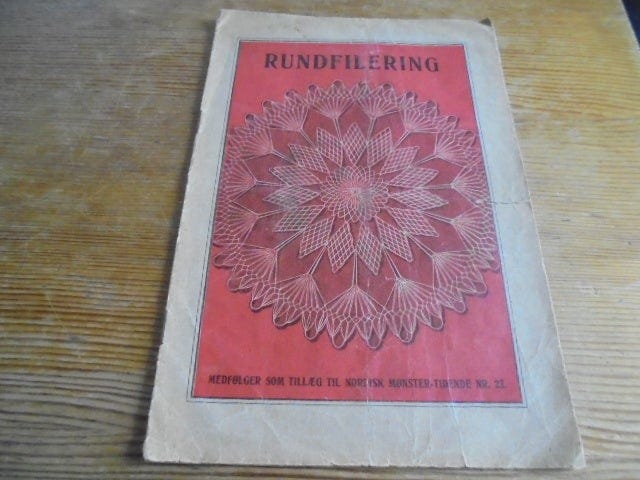 RUNDFILERING
MEDFØLGER SOM TILLÆG TIL NORDISK MØNSTER-TIDENDE NR. 23.